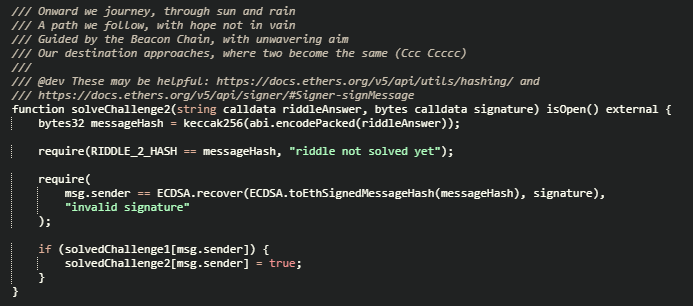 /// Onward we journey, through sun and rain
/// A path we follow, with hope not in vain
/// Guided by the Beacon Chain, with unwavering aim
/// Our destination approaches, where two become the same (Ccc Ccccc)
///
/// @dev These may be helpful: https://docs.ethers.org/v5/api/utils/hashing/ and
/// https://docs.ethers.org/v5/api/signer/#Signer-signMessage
function solveChallenge2(string calldata riddleAnswer, bytes calldata signature) isOpen() external {
bytes32 messageHash = keccak256(abi.encodePacked(riddleAnswer));
require(RIDDLE_2_HASH == messageHash, "riddle not solved yet");
require(
msg.sender == ECDSA.recover(ECDSA.toEthSignedMessageHash(messageHash), signature),
"invalid signature"
);
if (solvedChallenge1[msg.sender]) {
solvedChallenge2[msg.sender] = true;
}
}